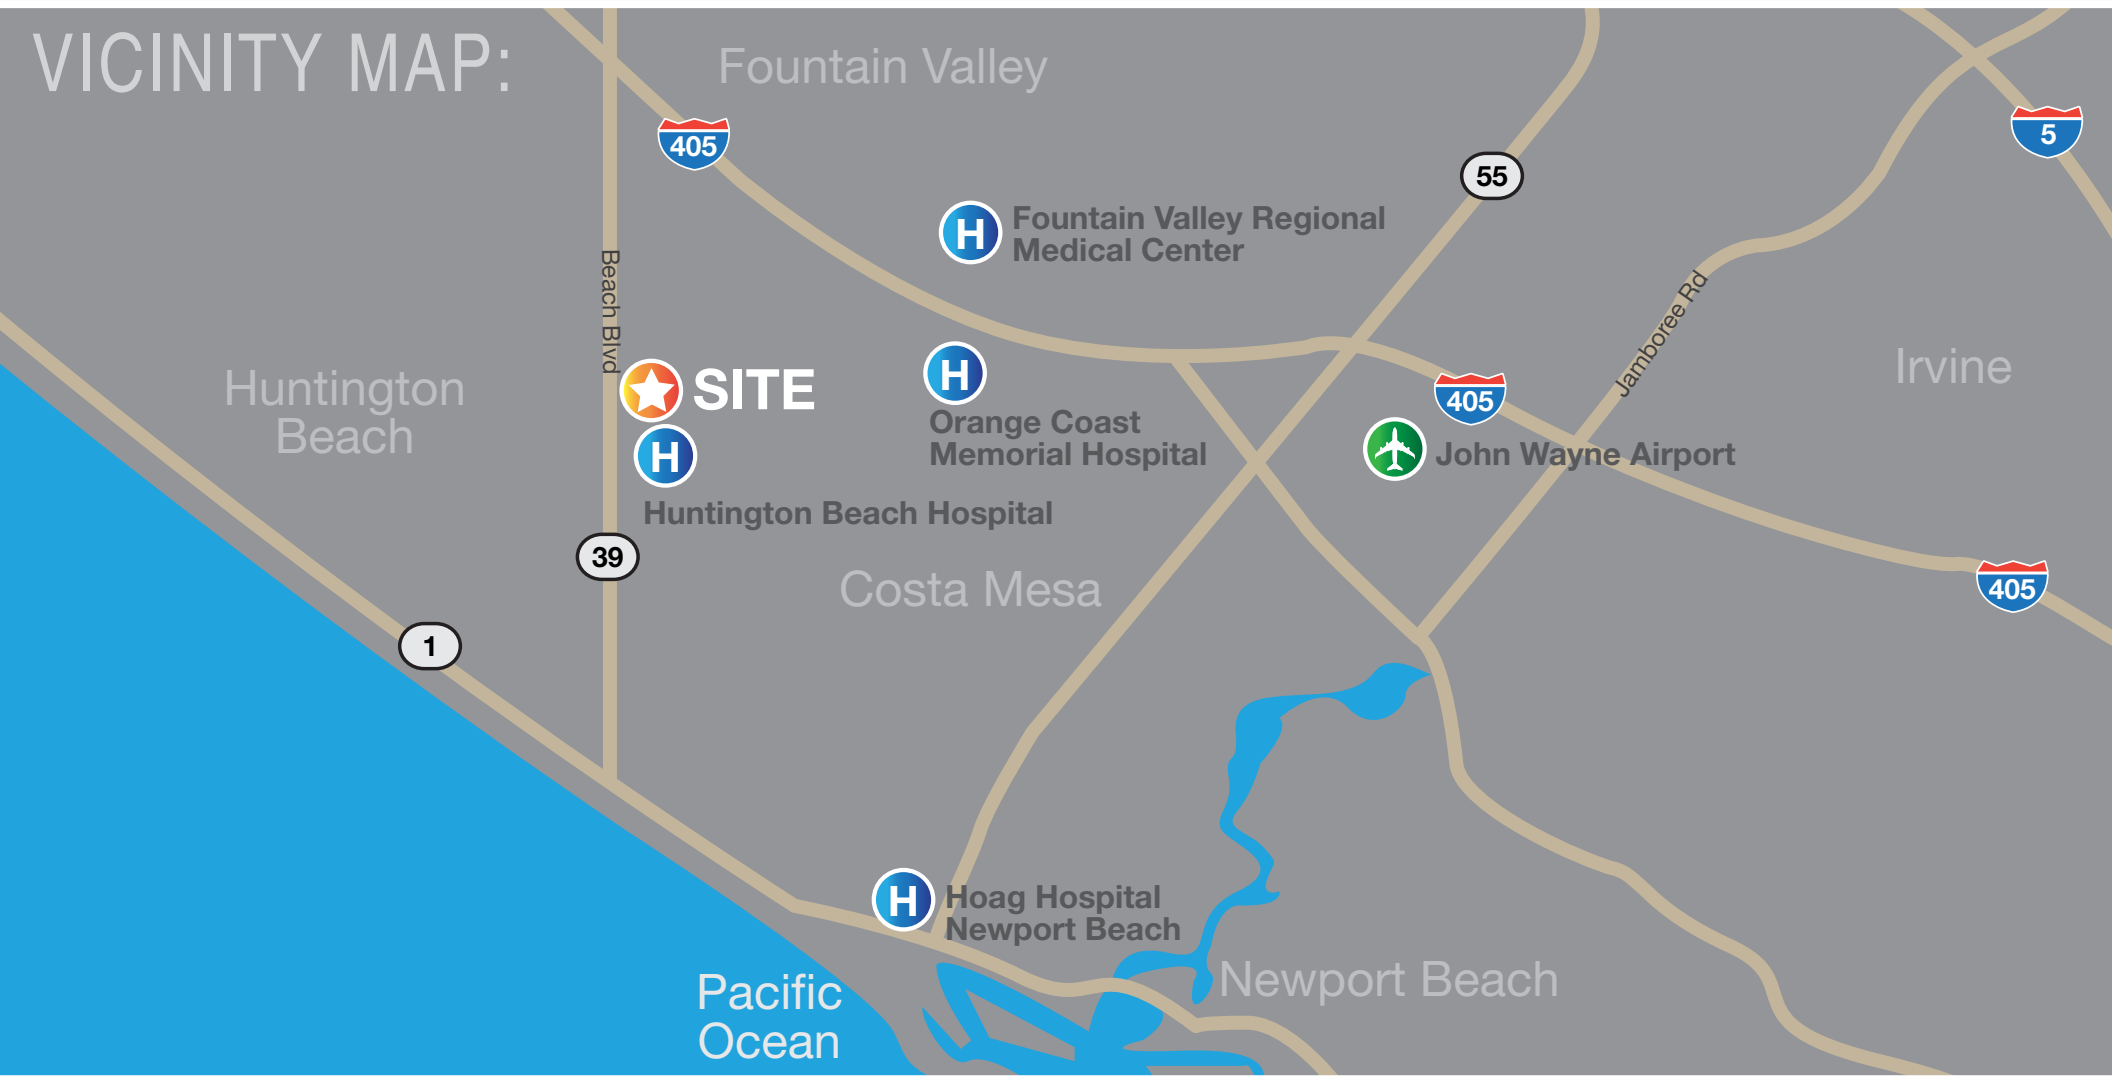 VICINITY MAP:
Fountain Valley
405
5
55
Fountain Valley Regional
Medical Center
Beach Blvd
Jamboree Rd
Huntington
Beach
SITE
Irvine
405
Orange Coast
Memorial Hospital
John Wayne Airport
Huntington Beach Hospital
39
Costa Mesa
405
1
Hoag Hospital
Newport Beach
Newport Beach
Pacific
Ocean
H
H
H
H